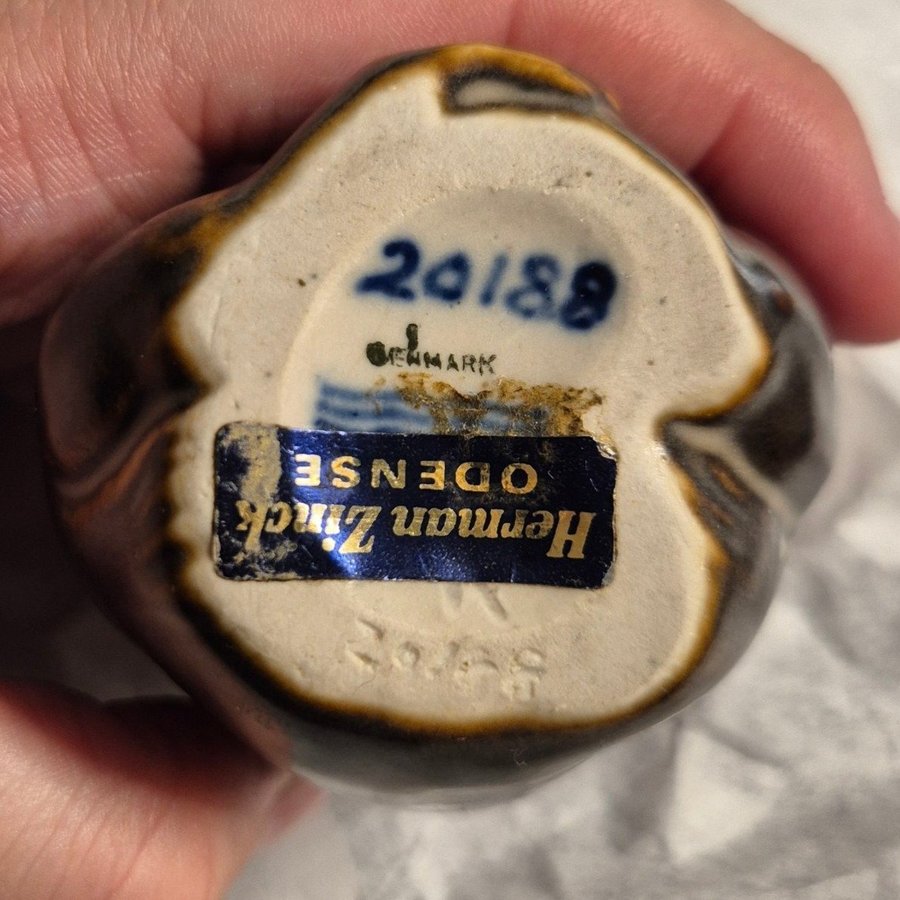 20188
DENMARK
Herman Zinck
ODENSE